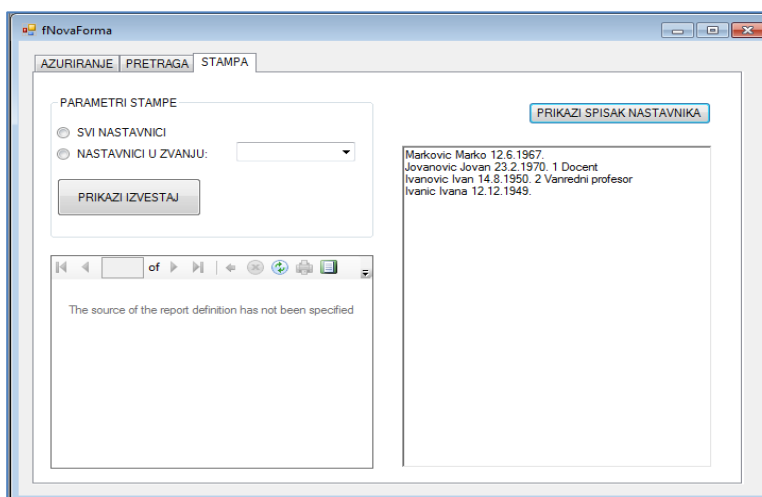 fNovaForma
AZURIRANJE PRETRAGA STAMPA
PARAMETRI STAMPE
SVI NASTAVNICI
NASTAVNICI U ZVANJU:
PRIKAZI IZVESTAJ
of
The source of the report definition has not been specified
PRIKAZI SPISAK NASTAVNIKA
Markovic Marko 12.6.1967.
Jovanovic Jovan 23.2.1970. 1 Docent
Ivanovic Ivan 14.8.1950. 2 Vanredni profesor
Ivanic Ivana 12.12.1949.